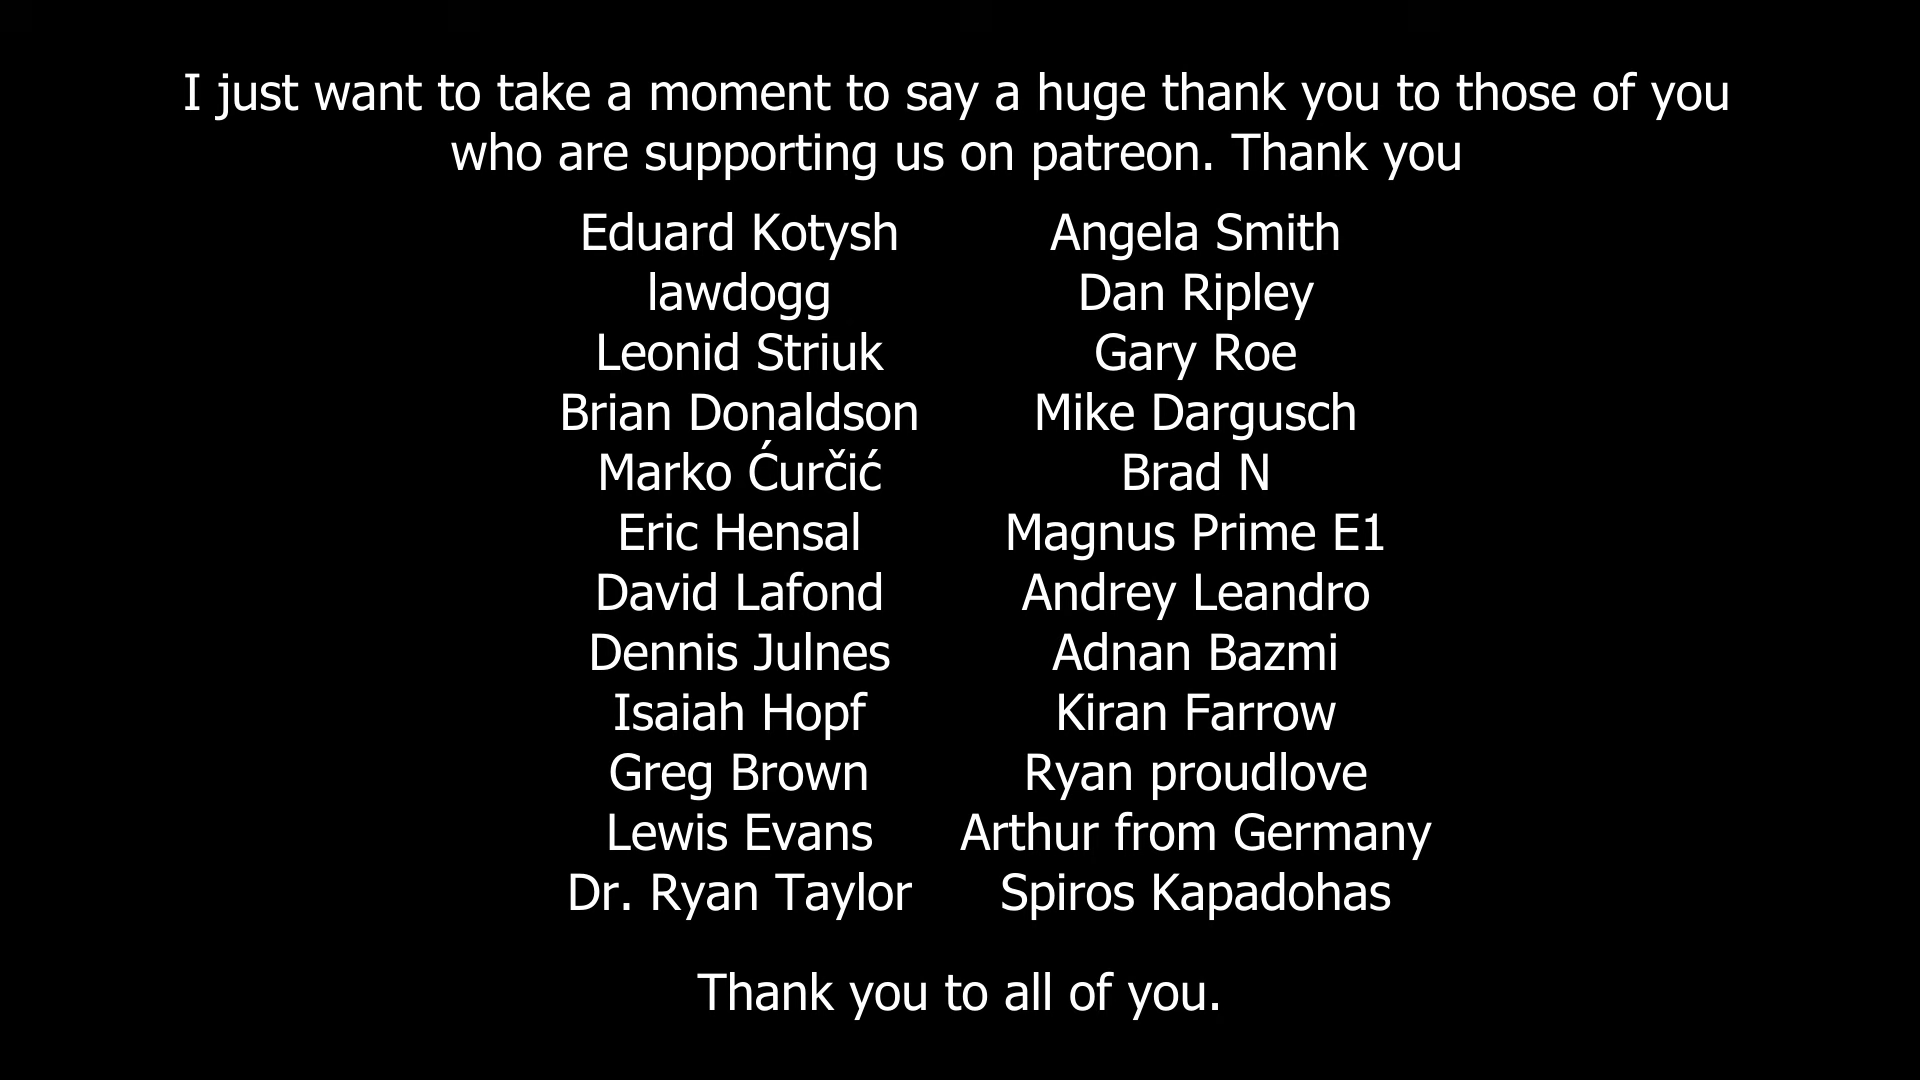 I just want to take a moment to say a huge thank you to those of you
who are supporting us on patreon. Thank you
Eduard Kotysh
lawdogg
Leonid Striuk
Brian Donaldson
Marko Ćurčić
Eric Hensal
David Lafond
Dennis Julnes
Isaiah Hopf
Greg Brown
Lewis Evans
Dr. Ryan Taylor
Angela Smith
Dan Ripley
Gary Roe
Mike Dargusch
Brad N
Magnus Prime E1
Andrey Leandro
Adnan Bazmi
Kiran Farrow
Ryan proudlove
Arthur from Germany
Spiros Kapadohas
Thank you to all of you.